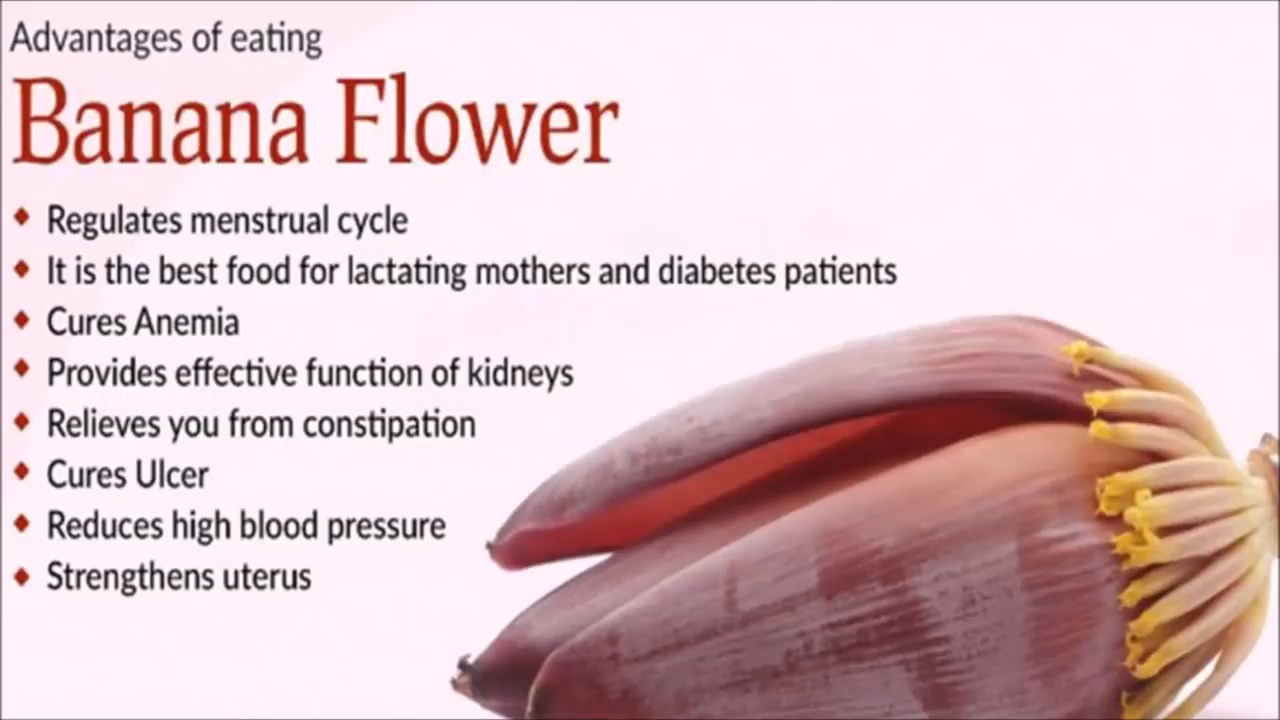 Advantages of eating
Banana Flower
Regulates menstrual cycle
It is the best food for lactating mothers and diabetes patients
Cures Anemia
Provides effective function of kidneys
Relieves you from constipation
Cures Ulcer
Reduces high blood pressure
Strengthens uterus